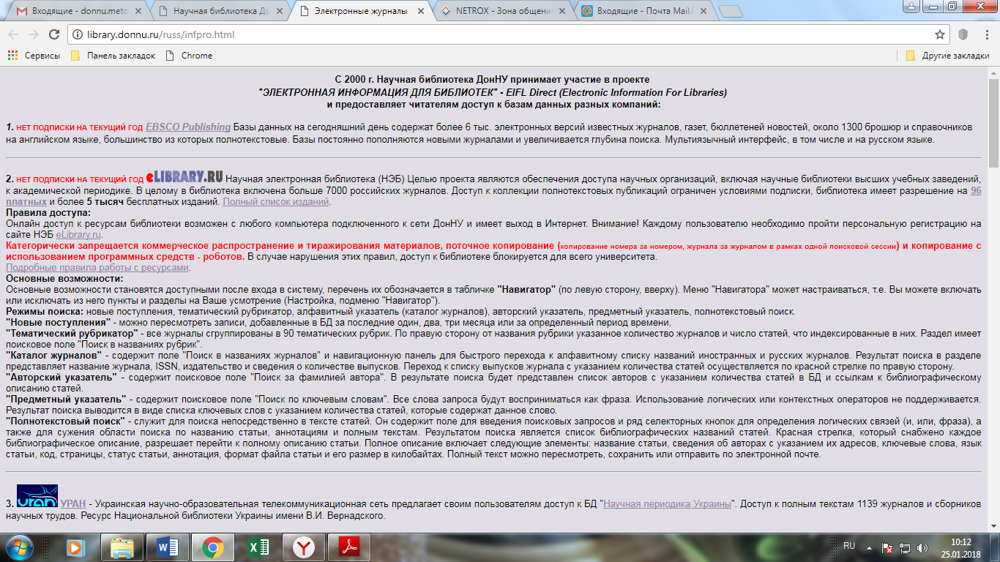 Входящие - donnu.meto
Научная библиотека До
Электронные журналы
NETROX - Зона общени
Входящие - Почта Mail.
library.donnu.ru/russ/infpro.html
Сервисы
Панель закладок
Chrome
Другие закладки
С 2000 г. Научная библиотека ДонНУ принимает участие в проекте
"ЭЛЕКТРОННАЯ ИНФОРМАЦИЯ ДЛЯ БИБЛИОТЕК" - EIFL Direct (Electronic Information For Libraries)
и предоставляет читателям доступ к базам данных разных компаний:
1. НЕТ ПОДПИСКИ НА ТЕКУЩИЙ ГОД EBSCO Publishing Базы данных на сегодняшний день содержат более 6 тыс. электронных версий известных журналов, газет, бюллетеней новостей, около 1300 брошюр и справочников
на английском языке, большинство из которых полнотекстовые. Базы постоянно пополняются новыми журналами и увеличивается глубина поиска. Мультиязычный интерфейс, в том числе и на русском языке.
2. НЕТ ПОДПИСКИ НА ТЕКУЩИЙ ГОД eLIBRARY.RU Научная электронная библиотека (НЭБ) Целью проекта являются обеспечения доступа научных организаций, включая научные библиотеки высших учебных заведений,
к академической периодике. В целому в библиотека включена больше 7000 российских журналов. Доступ к коллекции полнотекстовых публикаций ограничен условиями подписки, библиотека имеет разрешение на 96
платных и более 5 тысяч бесплатных изданий. Полный список изданий.
Правила доступа:
Онлайн доступ к ресурсам библиотеки возможен с любого компьютера подключенного к сети ДонНУ и имеет выход в Интернет. Внимание! Каждому пользователю необходимо пройти персональную регистрацию на
сайте НЭБ eLibrary.ru.
Категорически запрещается коммерческое распространение и тиражирования материалов, поточное копирование (копирование номера за номером, журнала за журналом в рамках одной поисковой сессии) и копирование с
использованием программных средств - роботов. В случае нарушения этих правил, доступ к библиотеке блокируется для всего университета.
Подробные правила работы с ресурсами.
Основные возможности:
Основные возможности становятся доступными после входа в систему, перечень их обозначается в табличке "Навигатор" (по левую сторону, вверху). Меню "Навигатора" может настраиваться, т.е. Вы можете включать
или исключать из него пункты и разделы на Ваше усмотрение (Настройка, подменю "Навигатор").
Режимы поиска: новые поступления, тематический рубрикатор, алфавитный указатель (каталог журналов), авторский указатель, предметный указатель, полнотекстовый поиск.
"Новые поступления" - можно пересмотреть записи, добавленные в БД за последние один, два, три месяца или за определенный период времени.
"Тематический рубрикатор" - все журналы сгруппированы в 90 тематических рубрик. По правую сторону от названия рубрики указанное количество журналов и число статей, что индексированные в них. Раздел имеет
поисковое поле "Поиск в названиях рубрик".
"Каталог журналов" - содержит поле "Поиск в названиях журналов" и навигационную панель для быстрого перехода к алфавитному списку названий иностранных и русских журналов. Результат поиска в разделе
представляет название журнала, ISSN, издательство и сведения о количестве выпусков. Переход к списку выпусков журнала с указанием количества статей осуществляется по красной стрелке по правую сторону.
"Авторский указатель" - содержит поисковое поле "Поиск за фамилией автора". В результате поиска будет представлен список авторов с указанием количества статей в БД и ссылкам к библиографическому
описанию статей.
"Предметный указатель" - содержит поисковое поле "Поиск по ключевым словам". Все слова запроса будут восприниматься как фраза. Использование логических или контекстных операторов не поддерживается.
Результат поиска выводится в виде списка ключевых слов с указанием количества статей, которые содержат данное слово.
"Полнотекстовый поиск" - служит для поиска непосредственно в тексте статей. Он содержит поле для введения поисковых запросов и ряд селекторных кнопок для определения логических связей (и, или, фраза), а
также для сужения области поиска по названию статьи, аннотациям и полным текстам. Результатом поиска является список библиографических названий статей. Красная стрелка, который снабжено каждое
библиографическое описание, разрешает перейти к полному описанию статьи. Полное описание включает следующие элементы: название статьи, сведения об авторах с указанием их адресов, ключевые слова, язык
статьи, код, страницы, статус статьи, аннотация, формат файла статьи и его размер в килобайтах. Полный текст можно пересмотреть, сохранить или отправить по электронной почте.
3. uran УРАН - Украинская научно-образовательная телекоммуникационная сеть предлагает своим пользователям доступ к БД "Научная периодика Украины". Доступ к полным текстам 1139 журналов и сборников
научных трудов. Ресурс Национальной библиотеки Украины имени В.И. Вернадского.
RU
10:12
25.01.2018